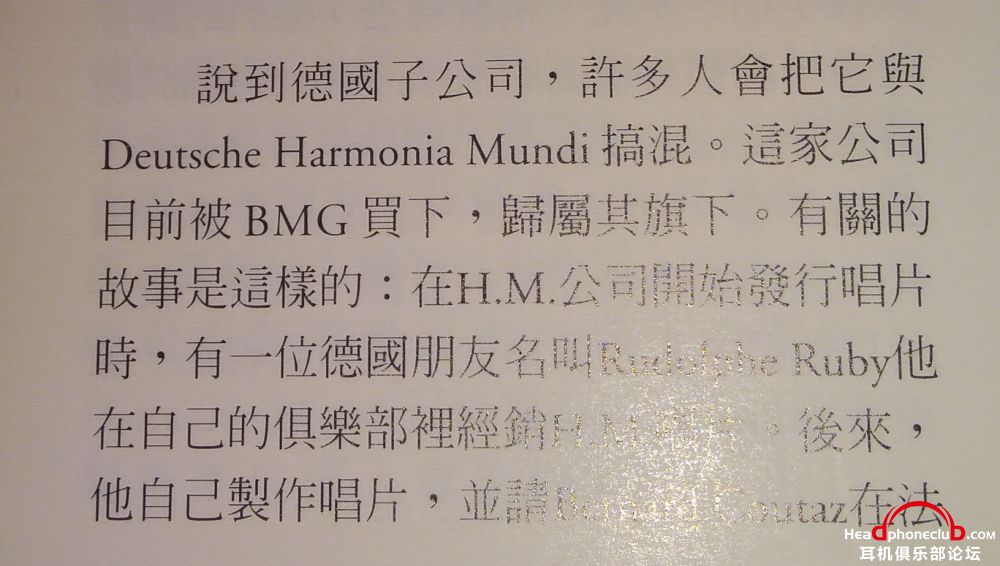 說到德國子公司，許多人會把它與
Deutsche Harmonia Mundi 搞混。這家公司
目前被 BMG 買下，歸屬其旗下。有關的
故事是這樣的：在H.M.公司開始發行唱片
時，有一位德國朋友名叫Rudolphe Ruby他
在自己的俱樂部裡經銷H.M.唱片。後來，
他自己製作唱片，並請Bernard Coutaz在法
Headphoneclub.com
耳机俱乐部论坛